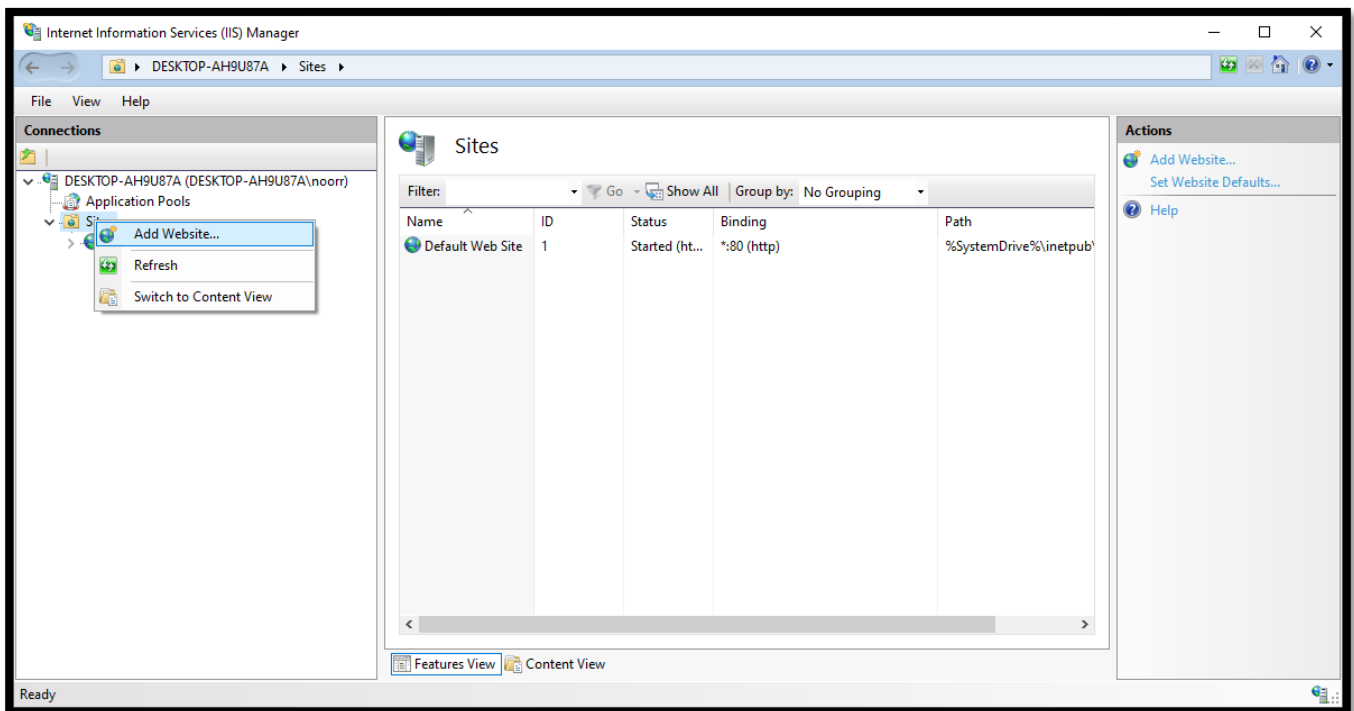 Internet Information Services (IIS) Manager
DESKTOP-AH9U87A Sites
File View Help
Connections
DESKTOP-AH9U87A (DESKTOP-AH9U87A\noorr)
Application Pools
Add Website...
Refresh
Switch to Content View
Sites
Filter: Go Show All Group by: No Grouping
Name ID Status Binding Path
Default Web Site 1 Started (ht... *:80 (http) %SystemDrive%\inetpub\
Features View Content View
Actions
Add Website...
Set Website Defaults...
Help
Ready